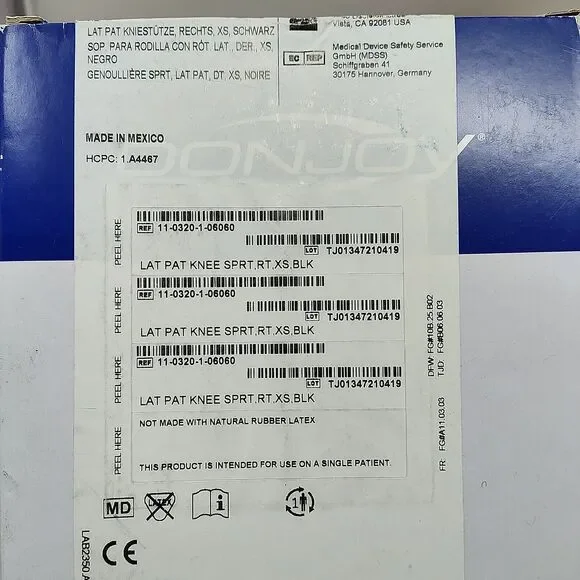 LAT PAT KNIESTÜTZE, RECHTS, XS, SCHWARZ
SOP. PARA RODILLA CON RÓT. LAT., DER., XS,
NEGRO
GENOUILLIÈRE SPRT, LAT PAT, DT, XS, NOIRE
Vista, CA 92081 USA
EC REP
Medical Device Safety Service
GmbH (MDSS)
Schiffgraben 41
30175 Hannover, Germany
MADE IN MEXICO
HCPC: 1.A4467
DONJOY®
PEEL HERE
REF 11-0320-1-06060
LOT TJ01347210419
LAT PAT KNEE SPRT,RT,XS,BLK
PEEL HERE
REF 11-0320-1-06060
LOT TJ01347210419
LAT PAT KNEE SPRT,RT,XS,BLK
PEEL HERE
REF 11-0320-1-06060
LOT TJ01347210419
LAT PAT KNEE SPRT,RT,XS,BLK
PEEL HERE
NOT MADE WITH NATURAL RUBBER LATEX
THIS PRODUCT IS INTENDED FOR USE ON A SINGLE PATIENT.
DFW: FG#10B.25.B02
TJD: FG#B06.06.03
FR: FG#A11.03.03
MD
LATEX
i
1
CE
LAB2350